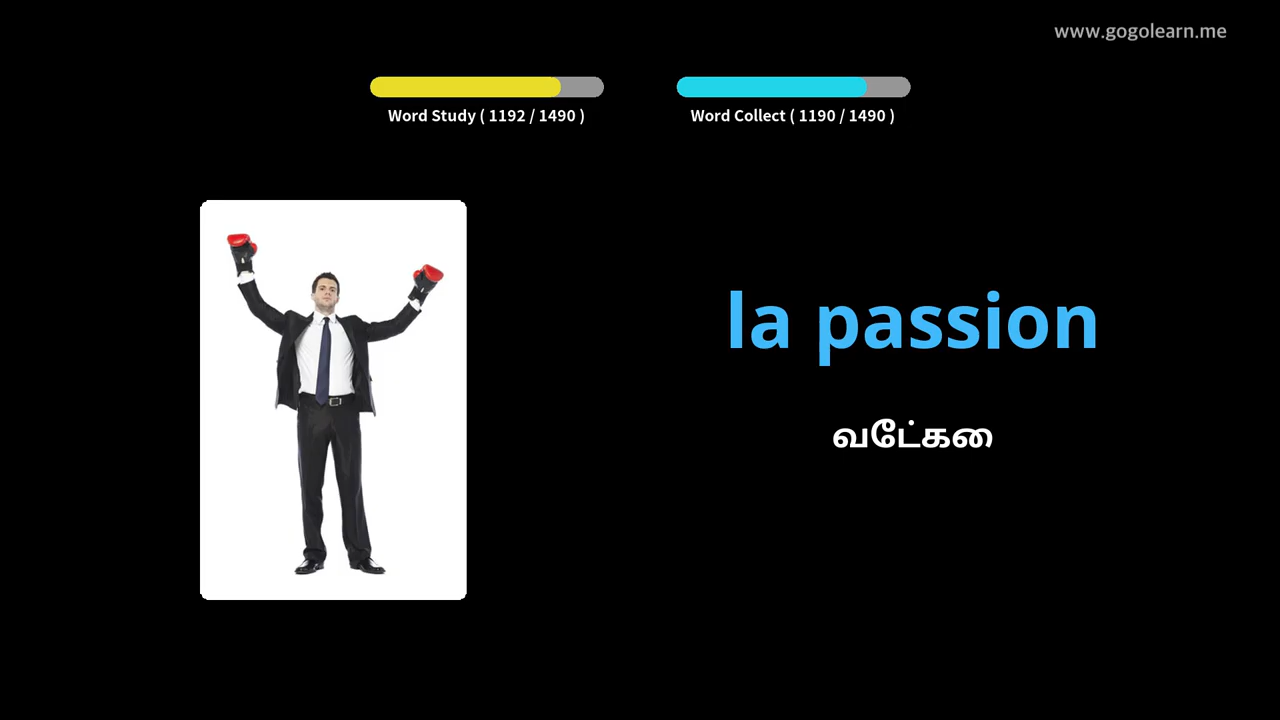 www.gogolearn.me
Word Study ( 1192 / 1490 )
Word Collect ( 1190 / 1490 )
la passion
வேட்கை